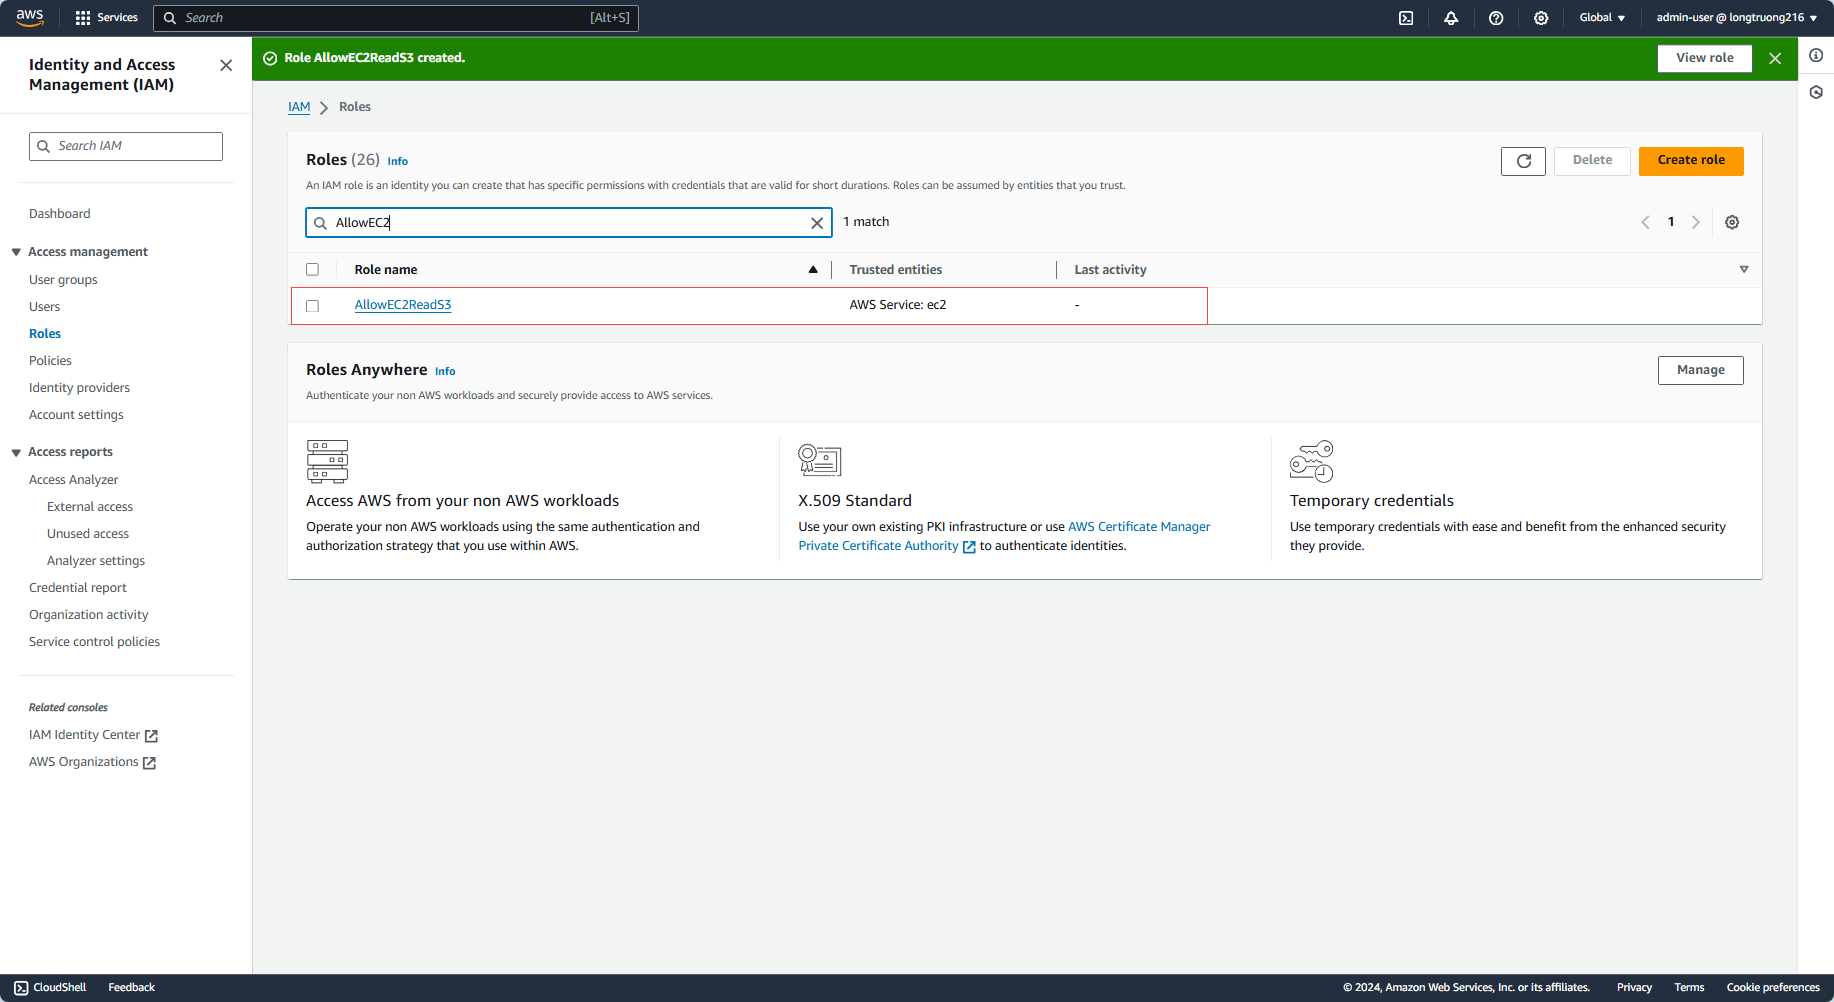 aws
Services
Search
[Alt+S]
Global
admin-user @ longtruong216
Identity and Access
Management (IAM)
Search IAM
Dashboard
Access management
User groups
Users
Roles
Policies
Identity providers
Account settings
Access reports
Access Analyzer
External access
Unused access
Analyzer settings
Credential report
Organization activity
Service control policies
Related consoles
IAM Identity Center
AWS Organizations
Role AllowEC2ReadS3 created.
View role
IAM
Roles
Roles (26) Info
Delete
Create role
An IAM role is an identity you can create that has specific permissions with credentials that are valid for short durations. Roles can be assumed by entities that you trust.
AllowEC2
1 match
1
Role name
Trusted entities
Last activity
AllowEC2ReadS3
AWS Service: ec2
-
Roles Anywhere Info
Manage
Authenticate your non AWS workloads and securely provide access to AWS services.
Access AWS from your non AWS workloads
Operate your non AWS workloads using the same authentication and
authorization strategy that you use within AWS.
X.509 Standard
Use your own existing PKI infrastructure or use AWS Certificate Manager
Private Certificate Authority to authenticate identities.
Temporary credentials
Use temporary credentials with ease and benefit from the enhanced security
they provide.
CloudShell
Feedback
© 2024, Amazon Web Services, Inc. or its affiliates.
Privacy
Terms
Cookie preferences